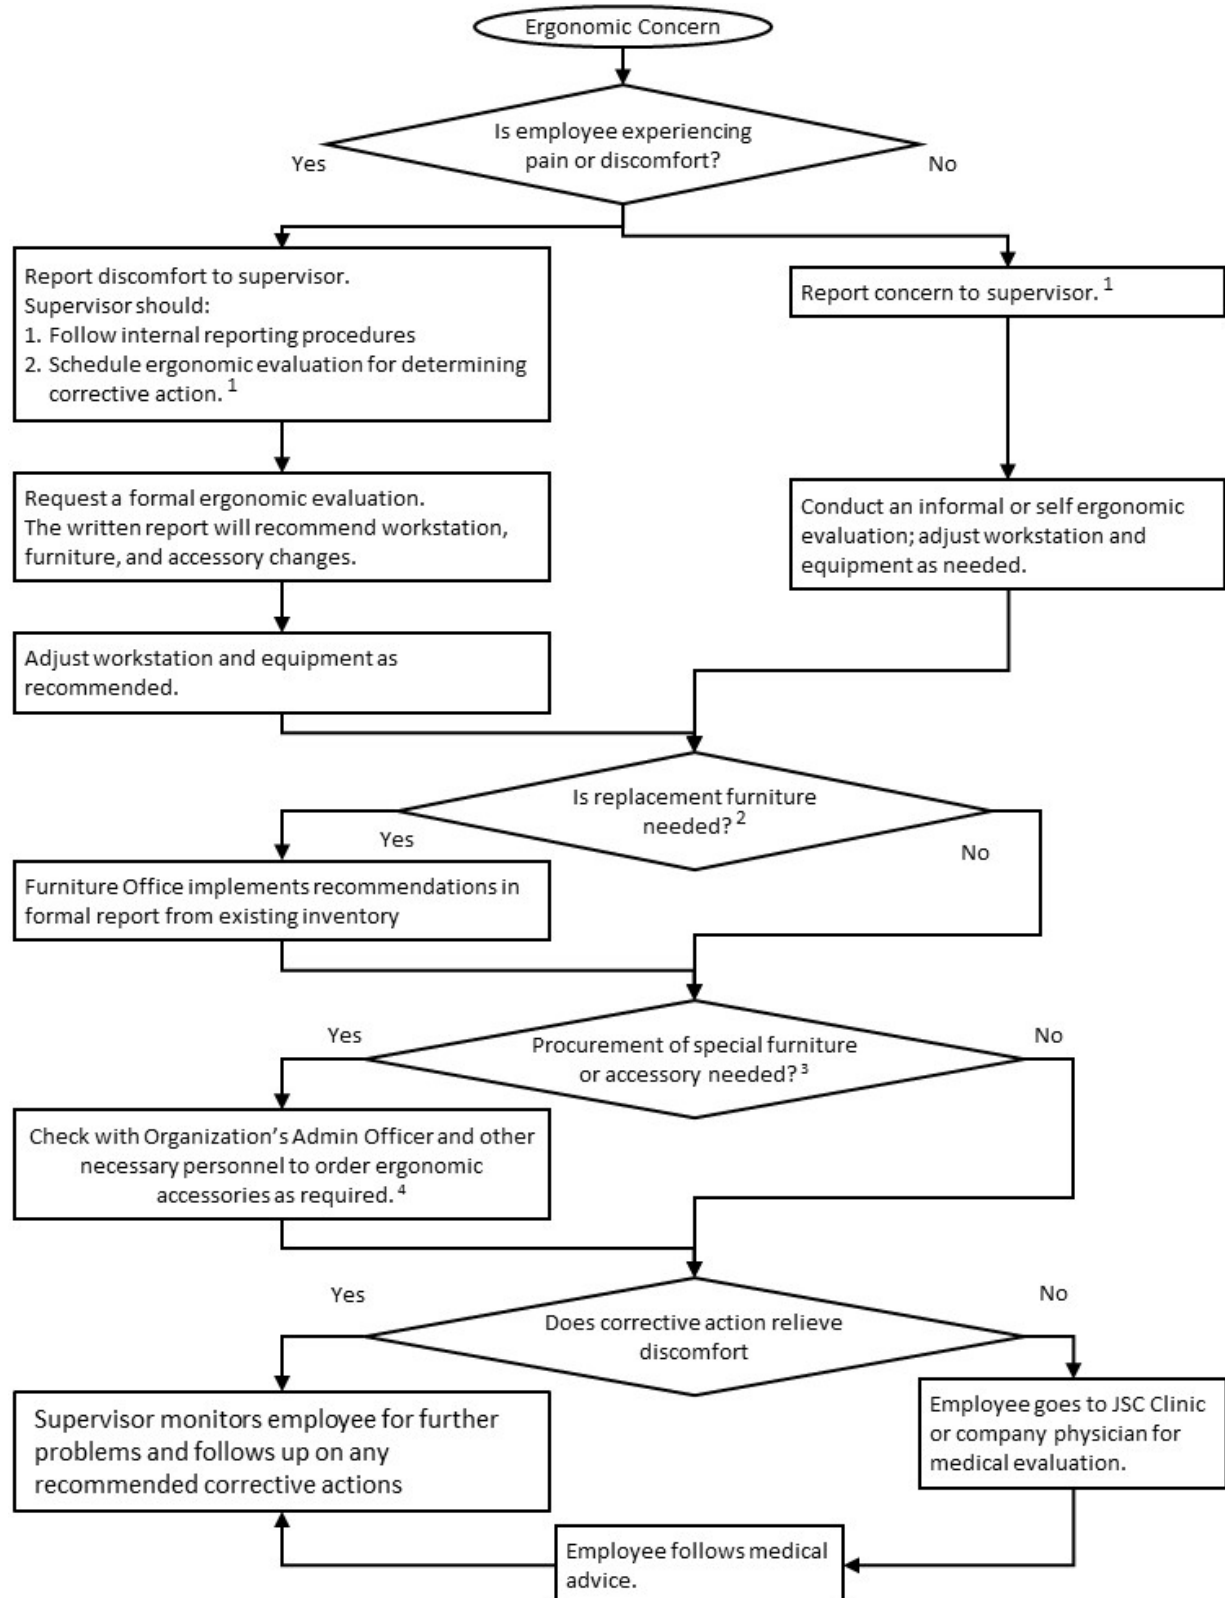 Ergonomic Concern
Is employee experiencing
pain or discomfort?
Yes
No
Report discomfort to supervisor.
Supervisor should:
1. Follow internal reporting procedures
2. Schedule ergonomic evaluation for determining
corrective action. 1
Report concern to supervisor. 1
Request a formal ergonomic evaluation.
The written report will recommend workstation,
furniture, and accessory changes.
Conduct an informal or self ergonomic
evaluation; adjust workstation and
equipment as needed.
Adjust workstation and equipment as
recommended.
Is replacement furniture
needed? 2
Yes
No
Furniture Office implements recommendations in
formal report from existing inventory
Yes
No
Procurement of special furniture
or accessory needed? 3
Check with Organization's Admin Officer and other
necessary personnel to order ergonomic
accessories as required. 4
Yes
No
Does corrective action relieve
discomfort
Supervisor monitors employee for further
problems and follows up on any
recommended corrective actions
Employee goes to JSC Clinic
or company physician for
medical evaluation.
Employee follows medical
advice.